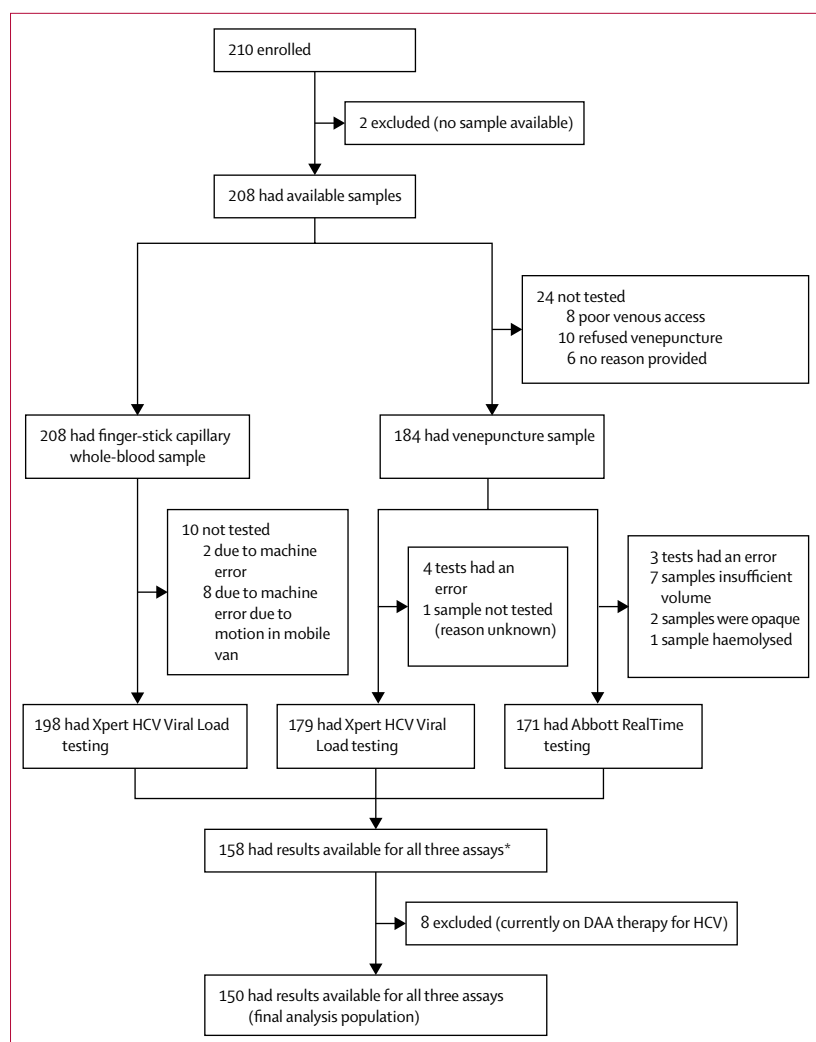 210 enrolled
2 excluded (no sample available)
208 had available samples
24 not tested
8 poor venous access
10 refused venepuncture
6 no reason provided
208 had finger-stick capillary
whole-blood sample
184 had venepuncture sample
10 not tested
2 due to machine
error
8 due to machine
error due to
motion in mobile
van
4 tests had an
error
1 sample not tested
(reason unknown)
3 tests had an error
7 samples insufficient
volume
2 samples were opaque
1 sample haemolysed
198 had Xpert HCV Viral Load
testing
179 had Xpert HCV Viral
Load testing
171 had Abbott RealTime
testing
158 had results available for all three assays*
8 excluded (currently on DAA therapy for HCV)
150 had results available for all three assays
(final analysis population)